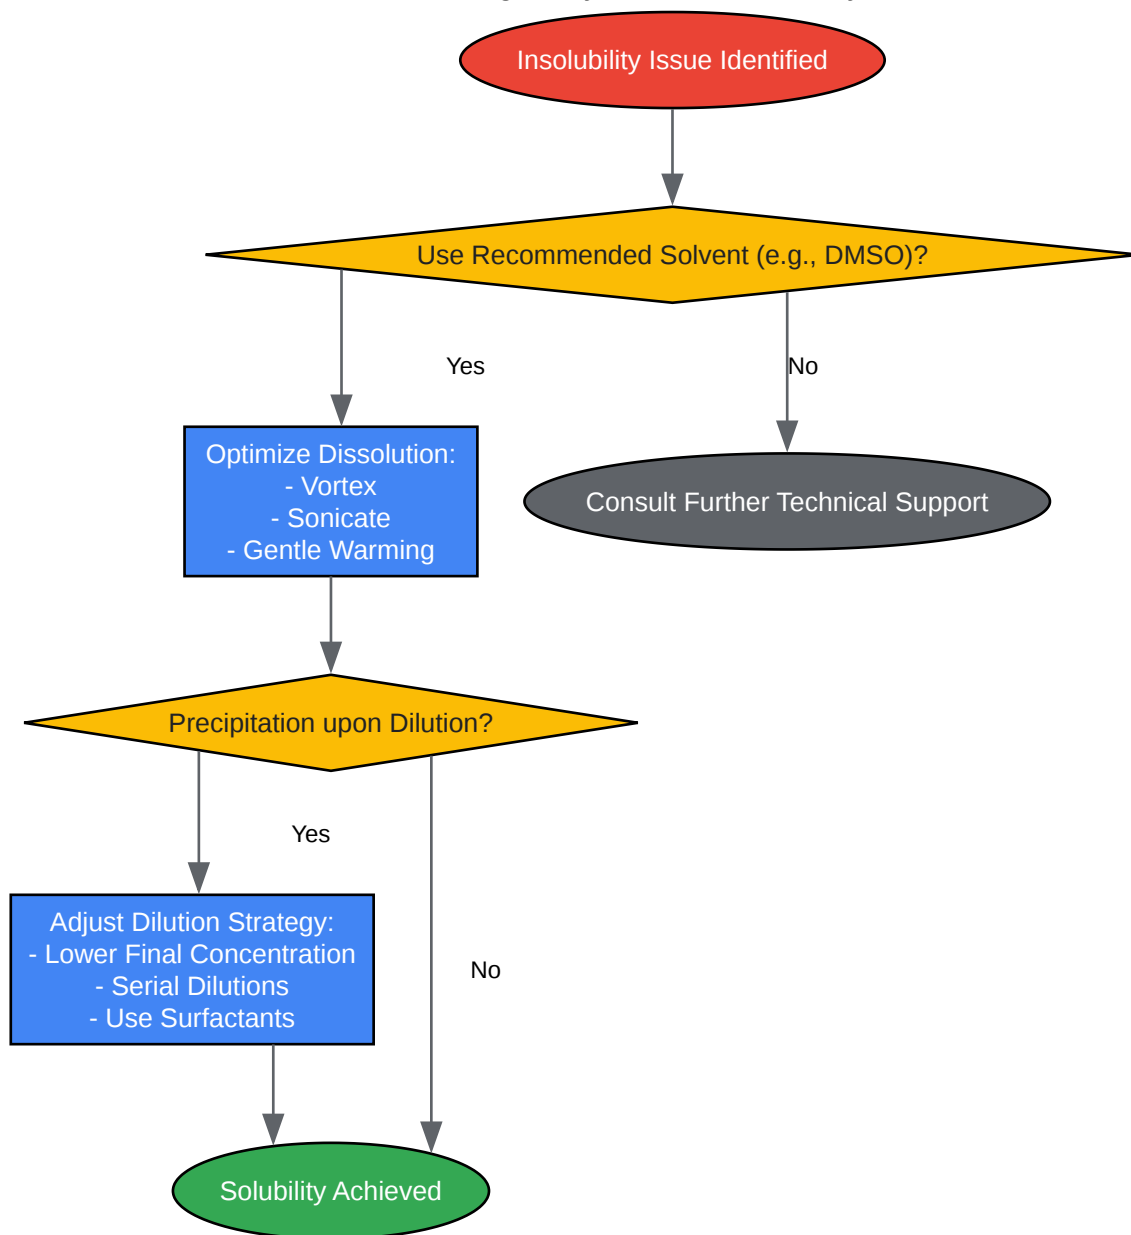 Insolubility Issue Identified
Use Recommended Solvent (e.g., DMSO)?
Yes
No
Optimize Dissolution:
- Vortex
- Sonicate
- Gentle Warming
Consult Further Technical Support
Precipitation upon Dilution?
Yes
Adjust Dilution Strategy:
- Lower Final Concentration
- Serial Dilutions
- Use Surfactants
No
Solubility Achieved